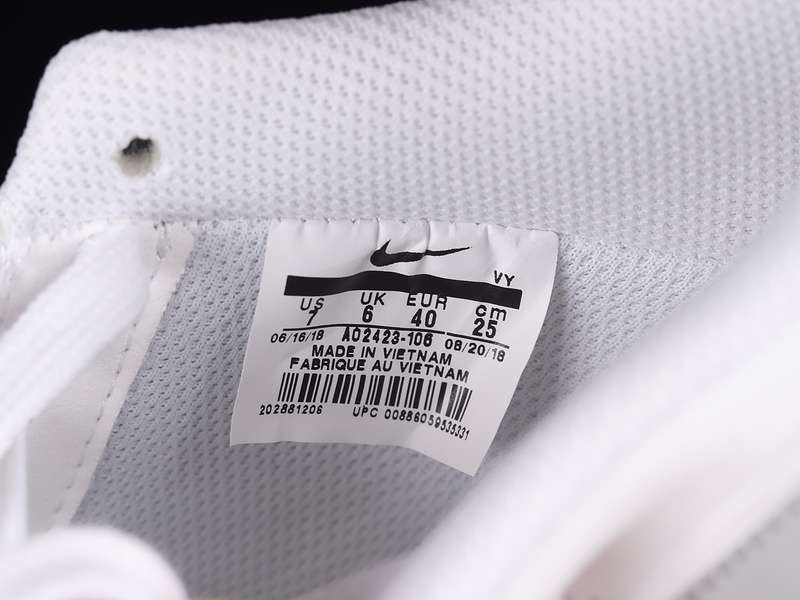 VY
US UK EUR cm
7 6 40 25
06/16/18 AO2423-106 08/20/18
MADE IN VIETNAM
FABRIQUE AU VIETNAM
202881206 UPC 00886059535331